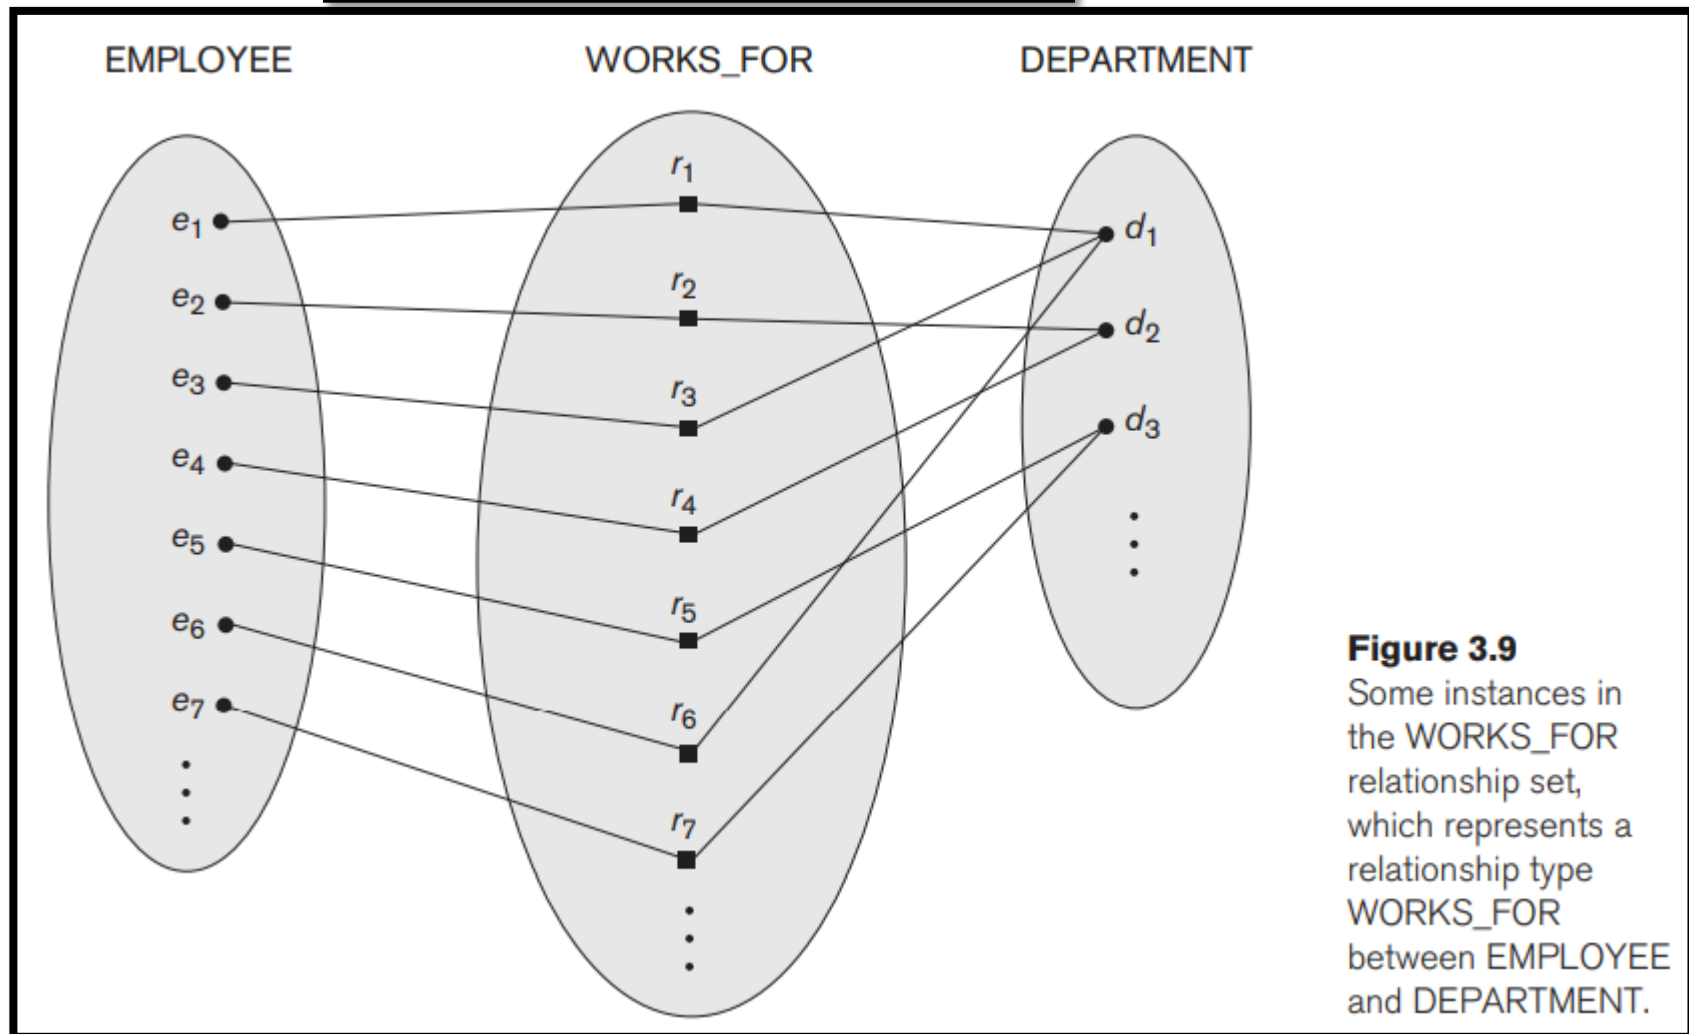 EMPLOYEE WORKS_FOR DEPARTMENT
r1
e1 d1
r2
e2 d2
e3 r3
d3
e4 r4
e5
r5
e6
r6
e7
r7
Figure 3.9
Some instances in
the WORKS_FOR
relationship set,
which represents a
relationship type
WORKS_FOR
between EMPLOYEE
and DEPARTMENT.